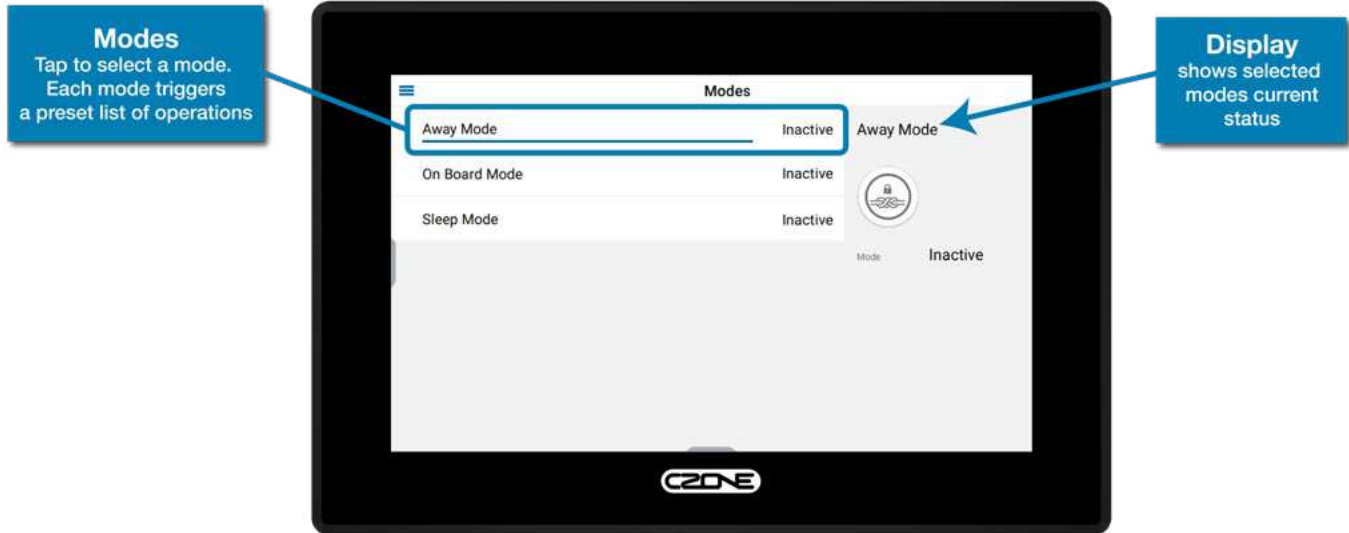 Modes
Tap to select a mode.
Each mode triggers
a preset list of operations
Display
shows selected
modes current
status
Modes
Away Mode Inactive
On Board Mode Inactive
Sleep Mode Inactive
Away Mode
Mode Inactive
CZONE